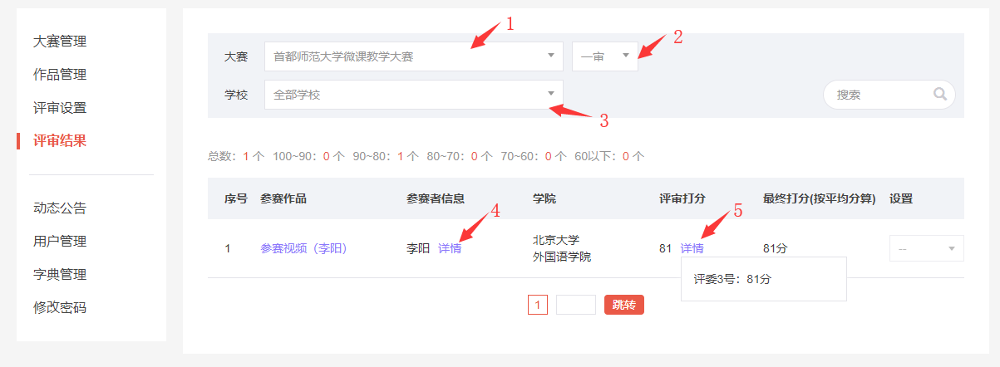 大赛管理
作品管理
评审设置
评审结果
动态公告
用户管理
字典管理
修改密码
1
2
大赛 首都师范大学微课教学大赛 一审
学校 全部学校 搜索
3
总数：1 个 100~90：0 个 90~80：1 个 80~70：0 个 70~60：0 个 60以下：0 个
序号 参赛作品 参赛者信息 学院 评审打分 最终打分(按平均分算) 设置
4
5
1 参赛视频（李阳） 李阳 详情 北京大学 81 详情 81分 --
外国语学院
评委3号：81分
1 跳转